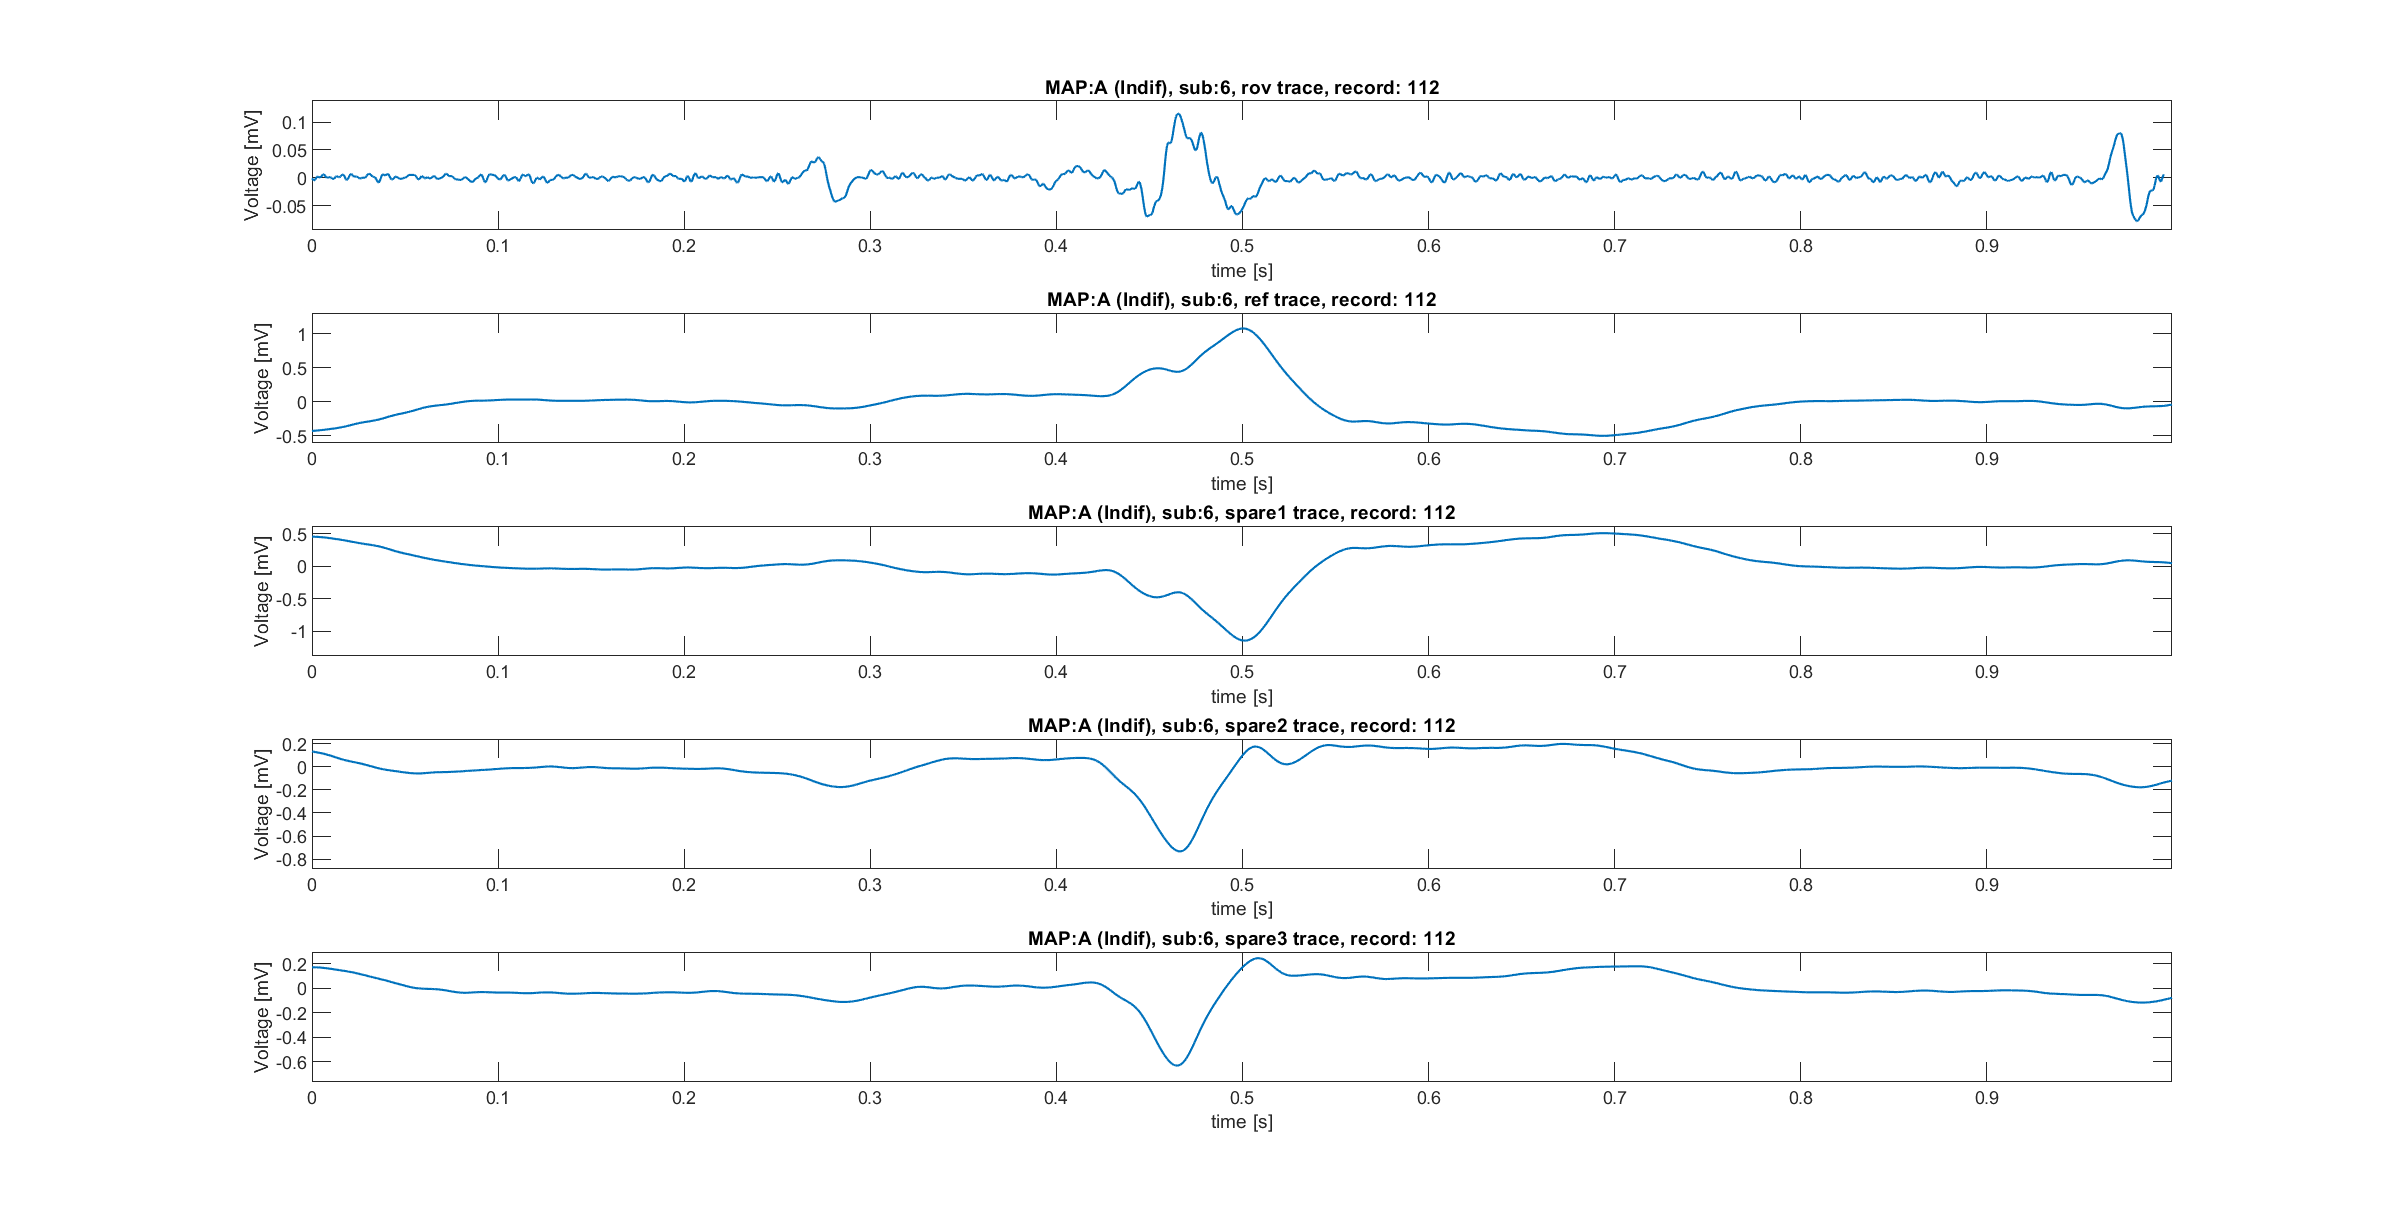 MAP:A (Indif), sub:6, rov trace, record: 112
Voltage [mV]
0.1
0.05
0
-0.05
0 0.1 0.2 0.3 0.4 0.5 0.6 0.7 0.8 0.9
time [s]
MAP:A (Indif), sub:6, ref trace, record: 112
Voltage [mV]
1
0.5
0
-0.5
0 0.1 0.2 0.3 0.4 0.5 0.6 0.7 0.8 0.9
time [s]
MAP:A (Indif), sub:6, spare1 trace, record: 112
Voltage [mV]
0.5
0
-0.5
-1
0 0.1 0.2 0.3 0.4 0.5 0.6 0.7 0.8 0.9
time [s]
MAP:A (Indif), sub:6, spare2 trace, record: 112
Voltage [mV]
0.2
0
-0.2
-0.4
-0.6
-0.8
0 0.1 0.2 0.3 0.4 0.5 0.6 0.7 0.8 0.9
time [s]
MAP:A (Indif), sub:6, spare3 trace, record: 112
Voltage [mV]
0.2
0
-0.2
-0.4
-0.6
0 0.1 0.2 0.3 0.4 0.5 0.6 0.7 0.8 0.9
time [s]